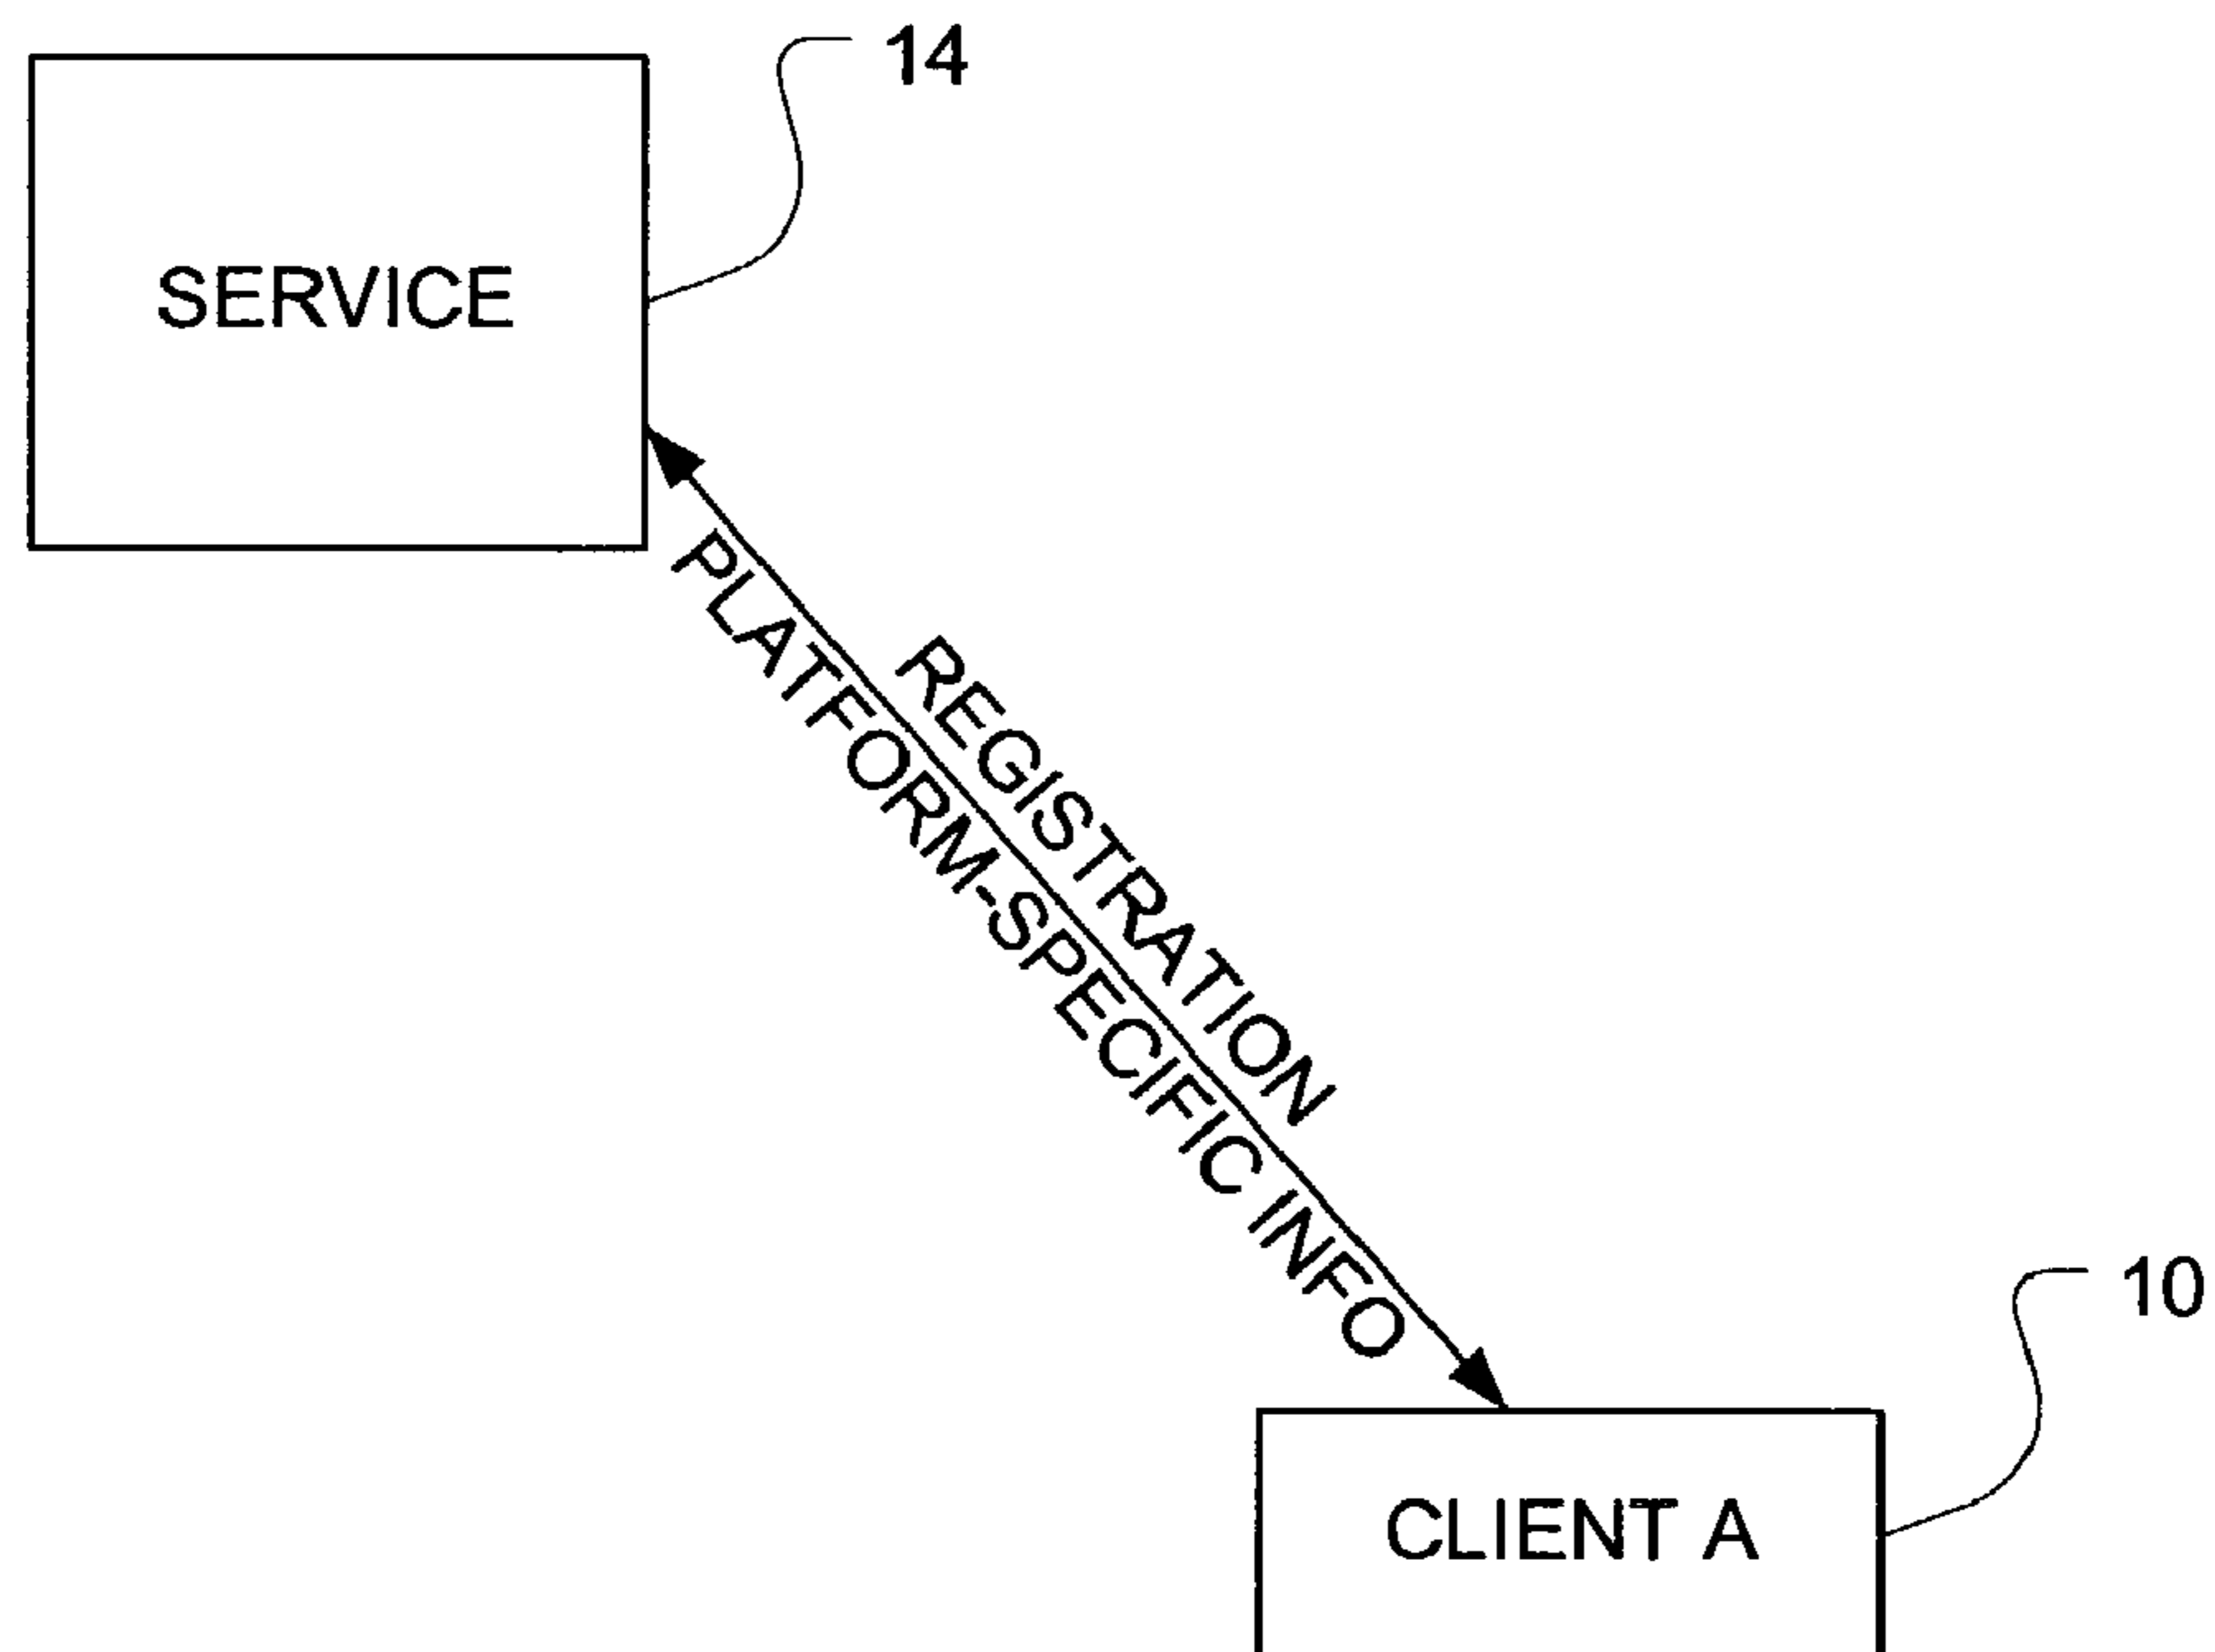 14
SERVICE
REGISTRATION
PLATFORM-SPECIFIC INFO
10
CLIENT A